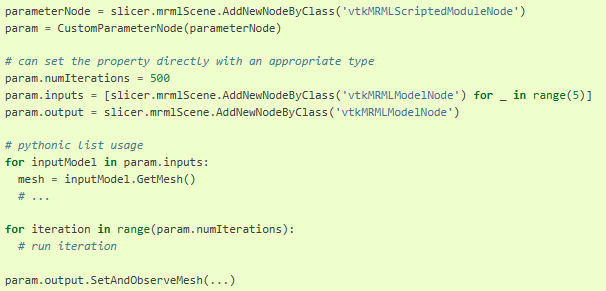 parameterNode = slicer.mrmlScene.AddNewNodeByClass('vtkMRMLScriptedModuleNode')
param = CustomParameterNode(parameterNode)

# can set the property directly with an appropriate type
param.numIterations = 500
param.inputs = [slicer.mrmlScene.AddNewNodeByClass('vtkMRMLModelNode') for _ in range(5)]
param.output = slicer.mrmlScene.AddNewNodeByClass('vtkMRMLModelNode')

# pythonic list usage
for inputModel in param.inputs:
  mesh = inputModel.GetMesh()
  # ...

for iteration in range(param.numIterations):
  # run iteration

param.output.SetAndObserveMesh(...)